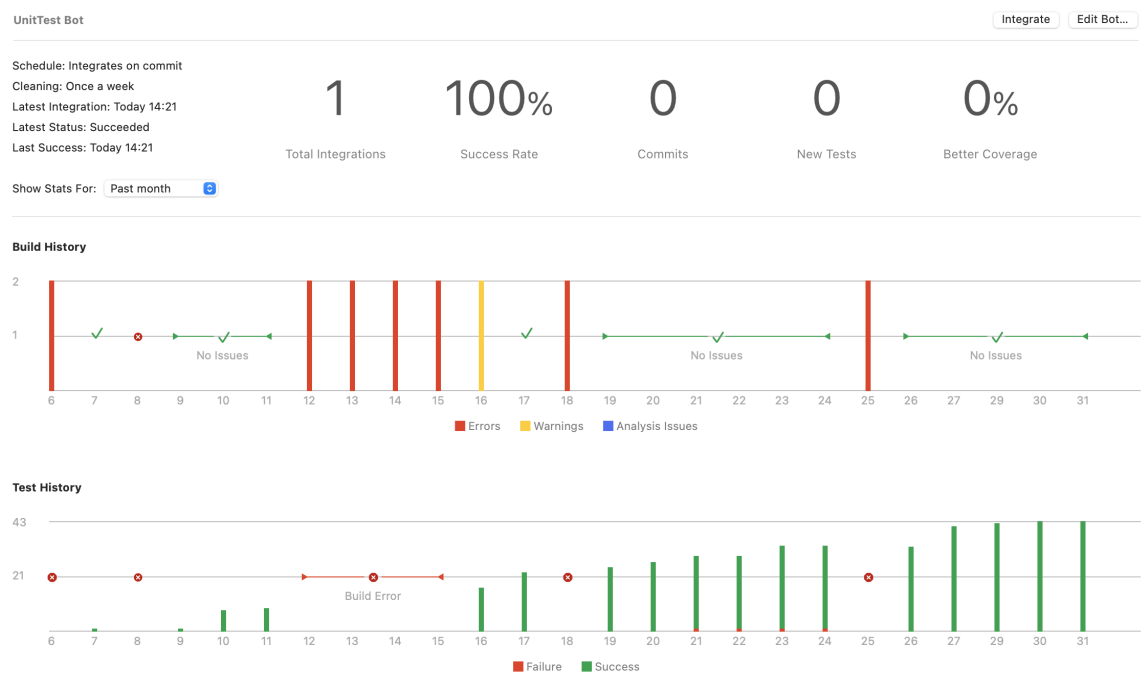 UnitTest Bot
Integrate
Edit Bot...
Schedule: Integrates on commit
Cleaning: Once a week
Latest Integration: Today 14:21
Latest Status: Succeeded
Last Success: Today 14:21
1
100%
0
0
0%
Total Integrations
Success Rate
Commits
New Tests
Better Coverage
Show Stats For: Past month
Build History
2
1
No Issues
No Issues
No Issues
6 7 8 9 10 11 12 13 14 15 16 17 18 19 20 21 22 23 24 25 26 27 28 29 30 31
Errors Warnings Analysis Issues
Test History
43
21
Build Error
6 7 8 9 10 11 12 13 14 15 16 17 18 19 20 21 22 23 24 25 26 27 28 29 30 31
Failure Success